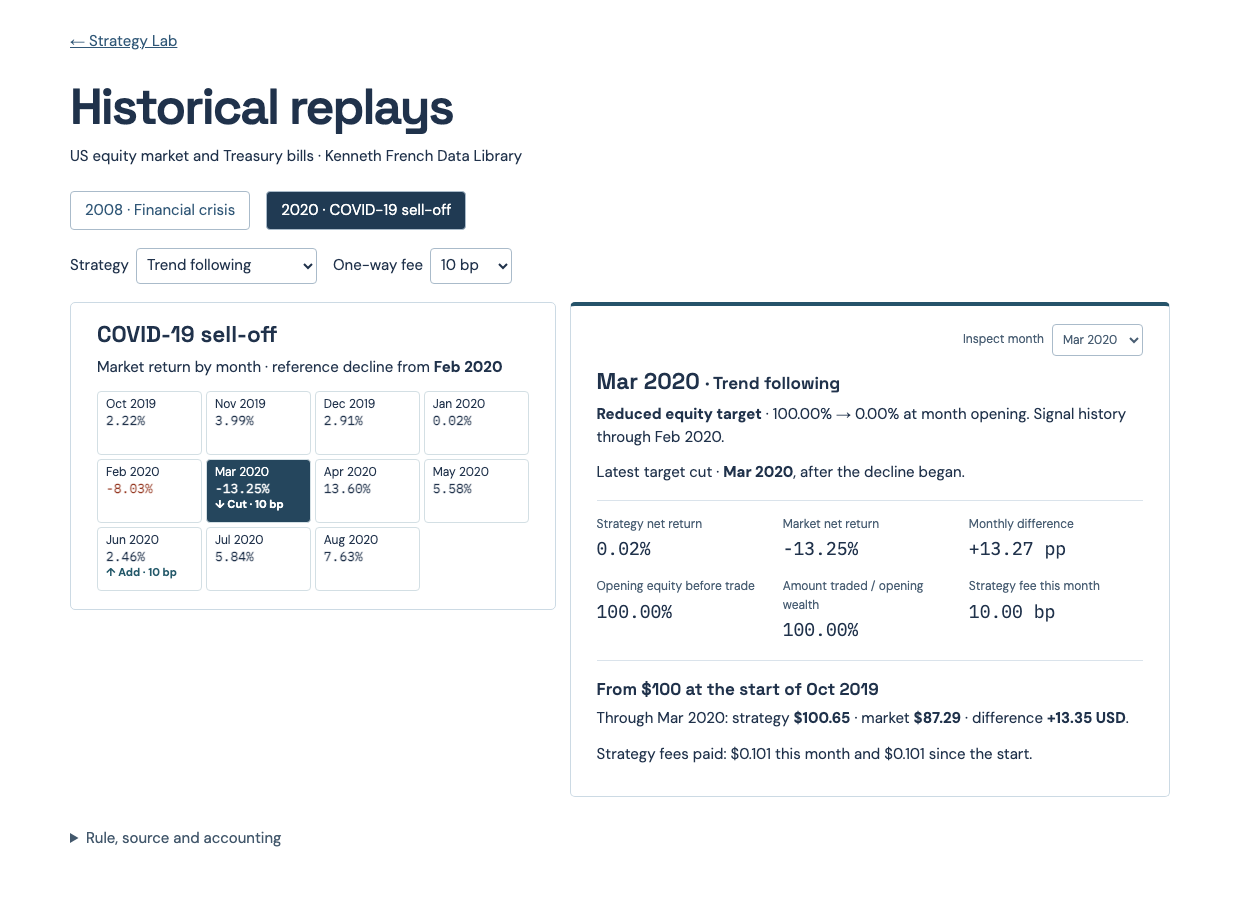 ← Strategy Lab
Historical replays
US equity market and Treasury bills · Kenneth French Data Library
2008 · Financial crisis
2020 · COVID-19 sell-off
Strategy Trend following One-way fee 10 bp
COVID-19 sell-off
Market return by month · reference decline from Feb 2020
Oct 2019
2.22%
Nov 2019
3.99%
Dec 2019
2.91%
Jan 2020
0.02%
Feb 2020
-8.03%
Mar 2020
-13.25%
↓ Cut · 10 bp
Apr 2020
13.60%
May 2020
5.58%
Jun 2020
2.46%
↑ Add · 10 bp
Jul 2020
5.84%
Aug 2020
7.63%
Inspect month Mar 2020
Mar 2020 · Trend following
Reduced equity target · 100.00% → 0.00% at month opening. Signal history
through Feb 2020.
Latest target cut · Mar 2020, after the decline began.
Strategy net return
0.02%
Market net return
-13.25%
Monthly difference
+13.27 pp
Opening equity before trade
100.00%
Amount traded / opening
wealth
100.00%
Strategy fee this month
10.00 bp
From $100 at the start of Oct 2019
Through Mar 2020: strategy $100.65 · market $87.29 · difference +13.35 USD.
Strategy fees paid: $0.101 this month and $0.101 since the start.
▶ Rule, source and accounting